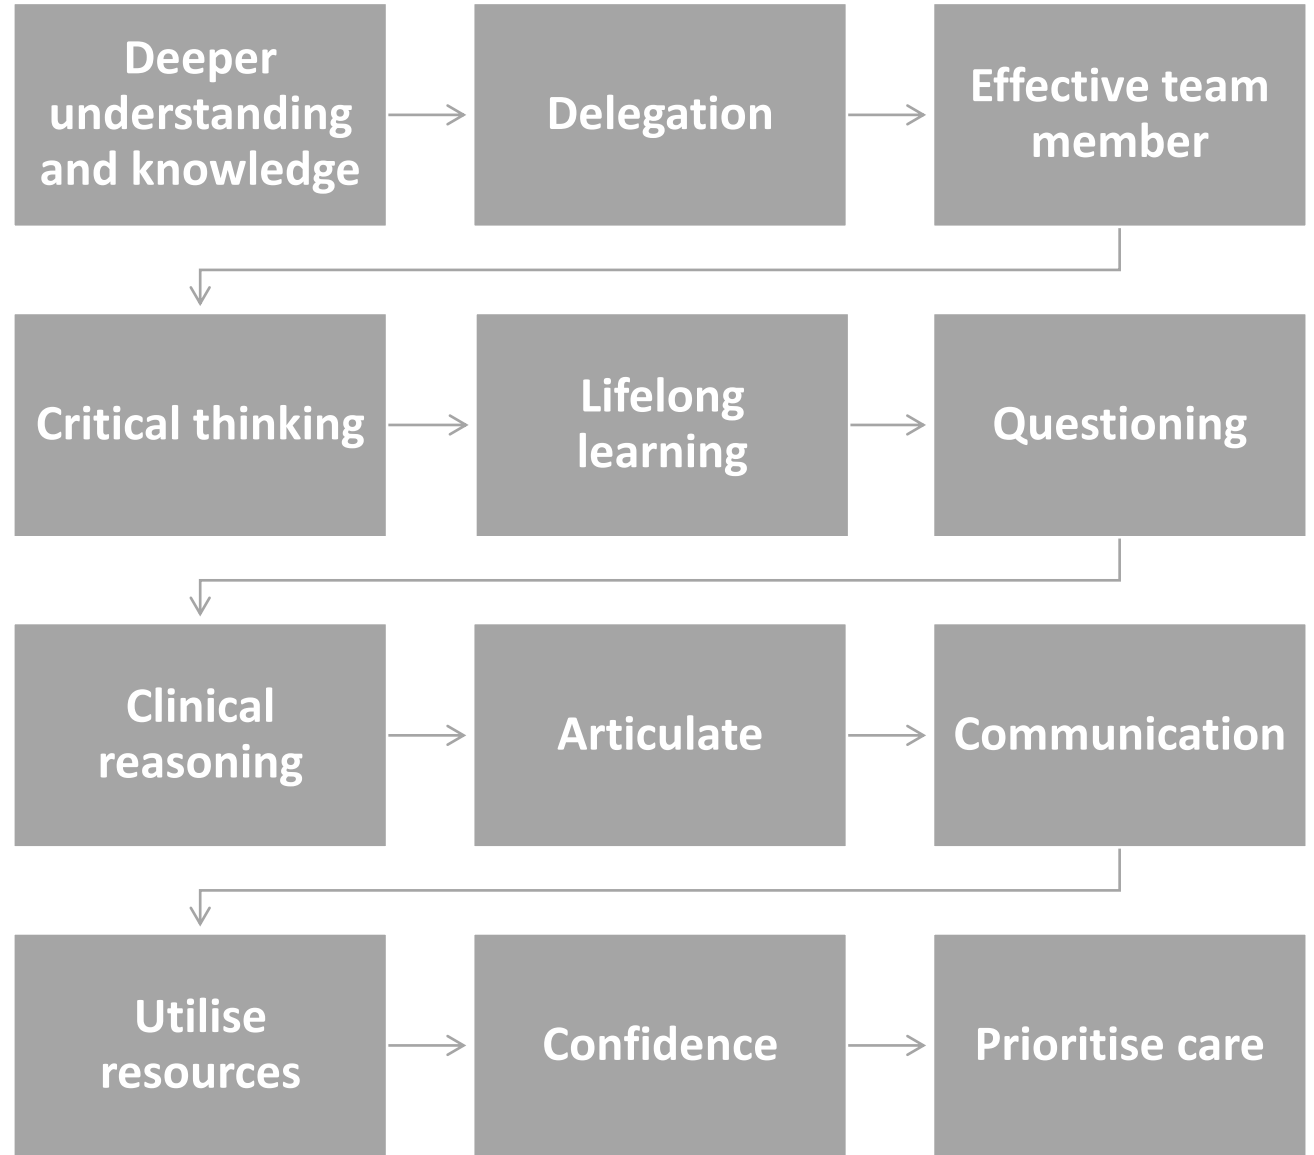 Deeper
understanding
and knowledge
Delegation
Effective team
member
Critical thinking
Lifelong
learning
Questioning
Clinical
reasoning
Articulate
Communication
Utilise
resources
Confidence
Prioritise care